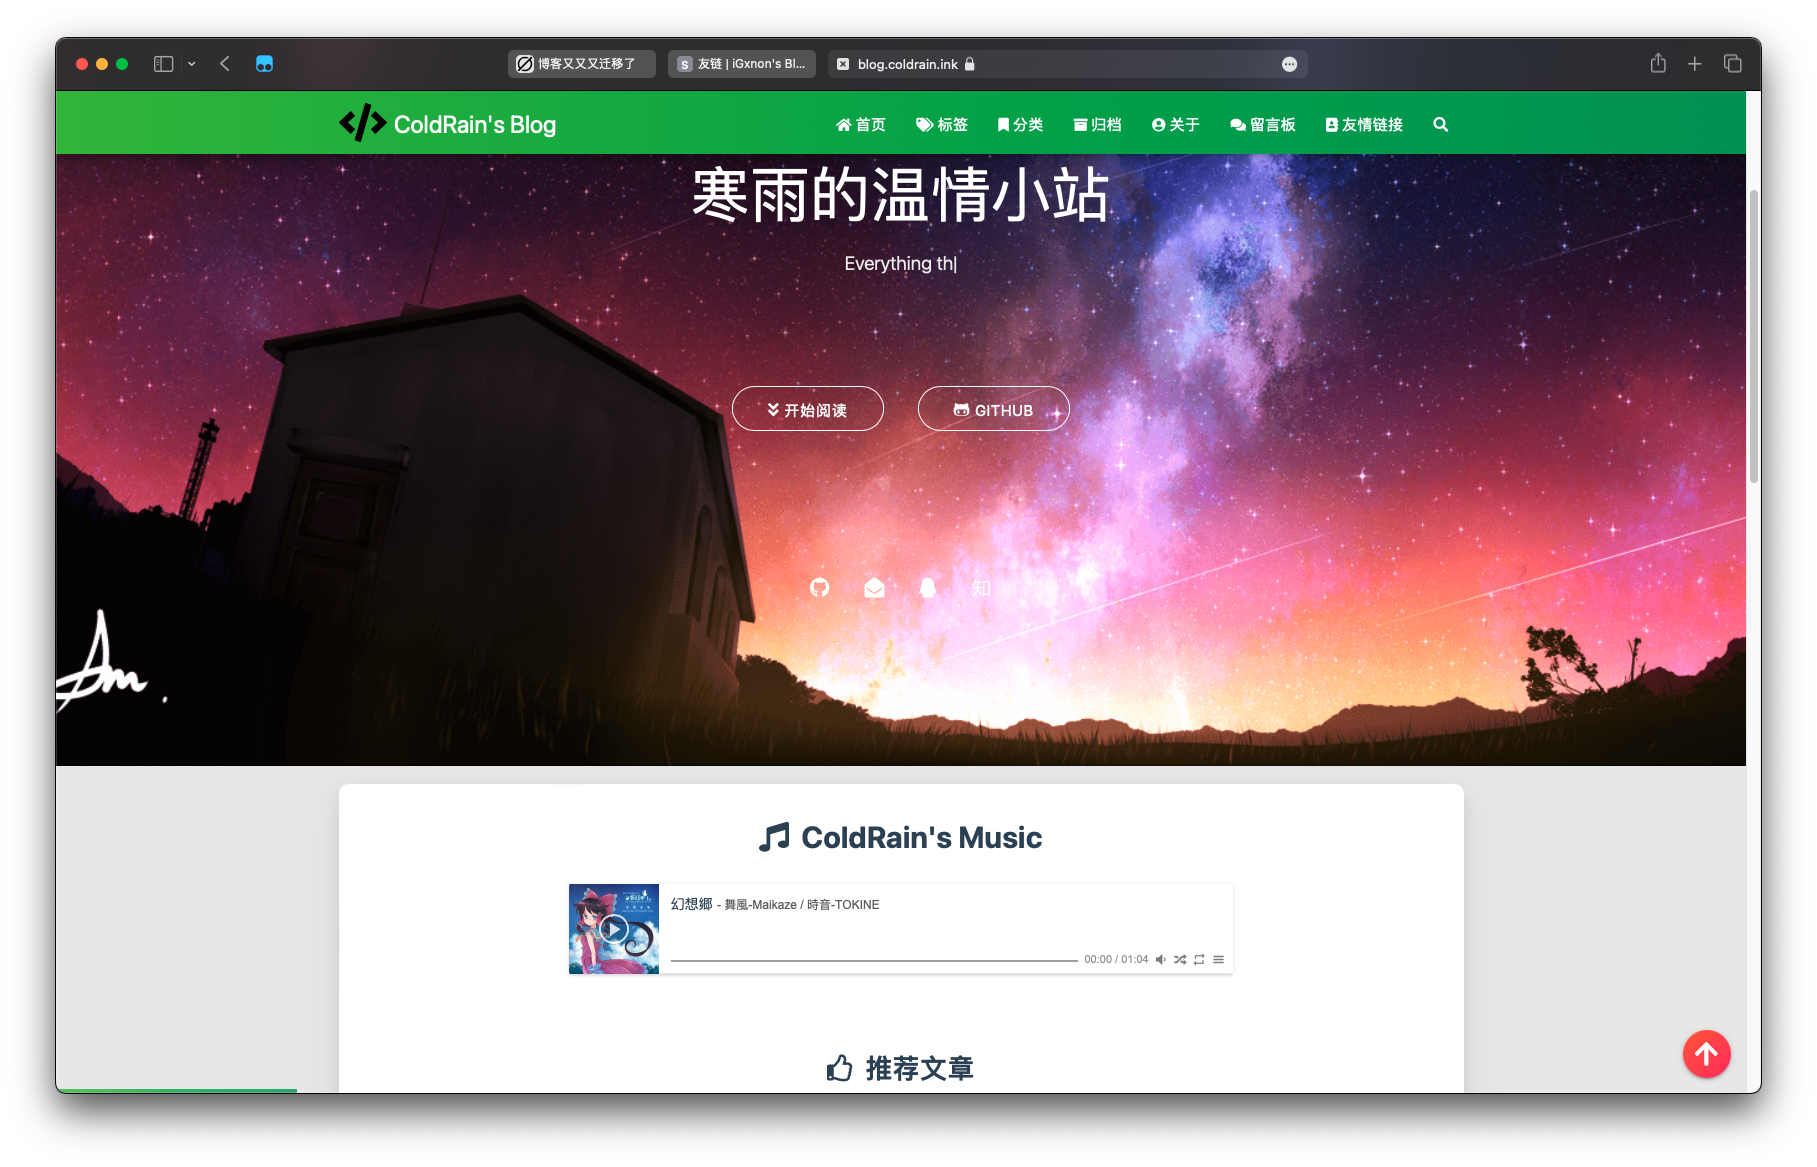 博客又又又迁移了
S 友链 | iGxnon's Bl...
blog.coldrain.ink
</> ColdRain's Blog
首页 标签 分类 归档 关于 留言板 友情链接
寒雨的温情小站
Everything th|
开始阅读 GITHUB
知
Am.
ColdRain's Music
幻想郷 - 舞風-Maikaze / 時音-TOKINE
00:00 / 01:04
推荐文章